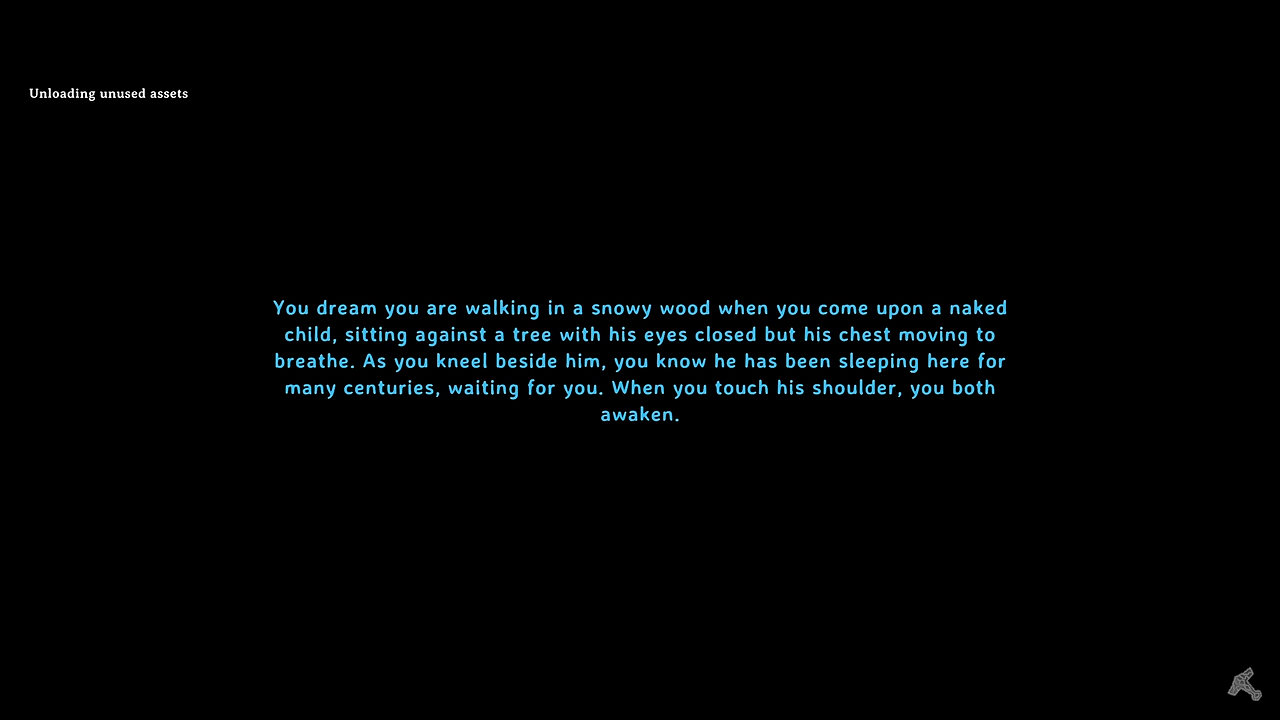 Unloading unused assets
You dream you are walking in a snowy wood when you come upon a naked
child, sitting against a tree with his eyes closed but his chest moving to
breathe. As you kneel beside him, you know he has been sleeping here for
many centuries, waiting for you. When you touch his shoulder, you both
awaken.